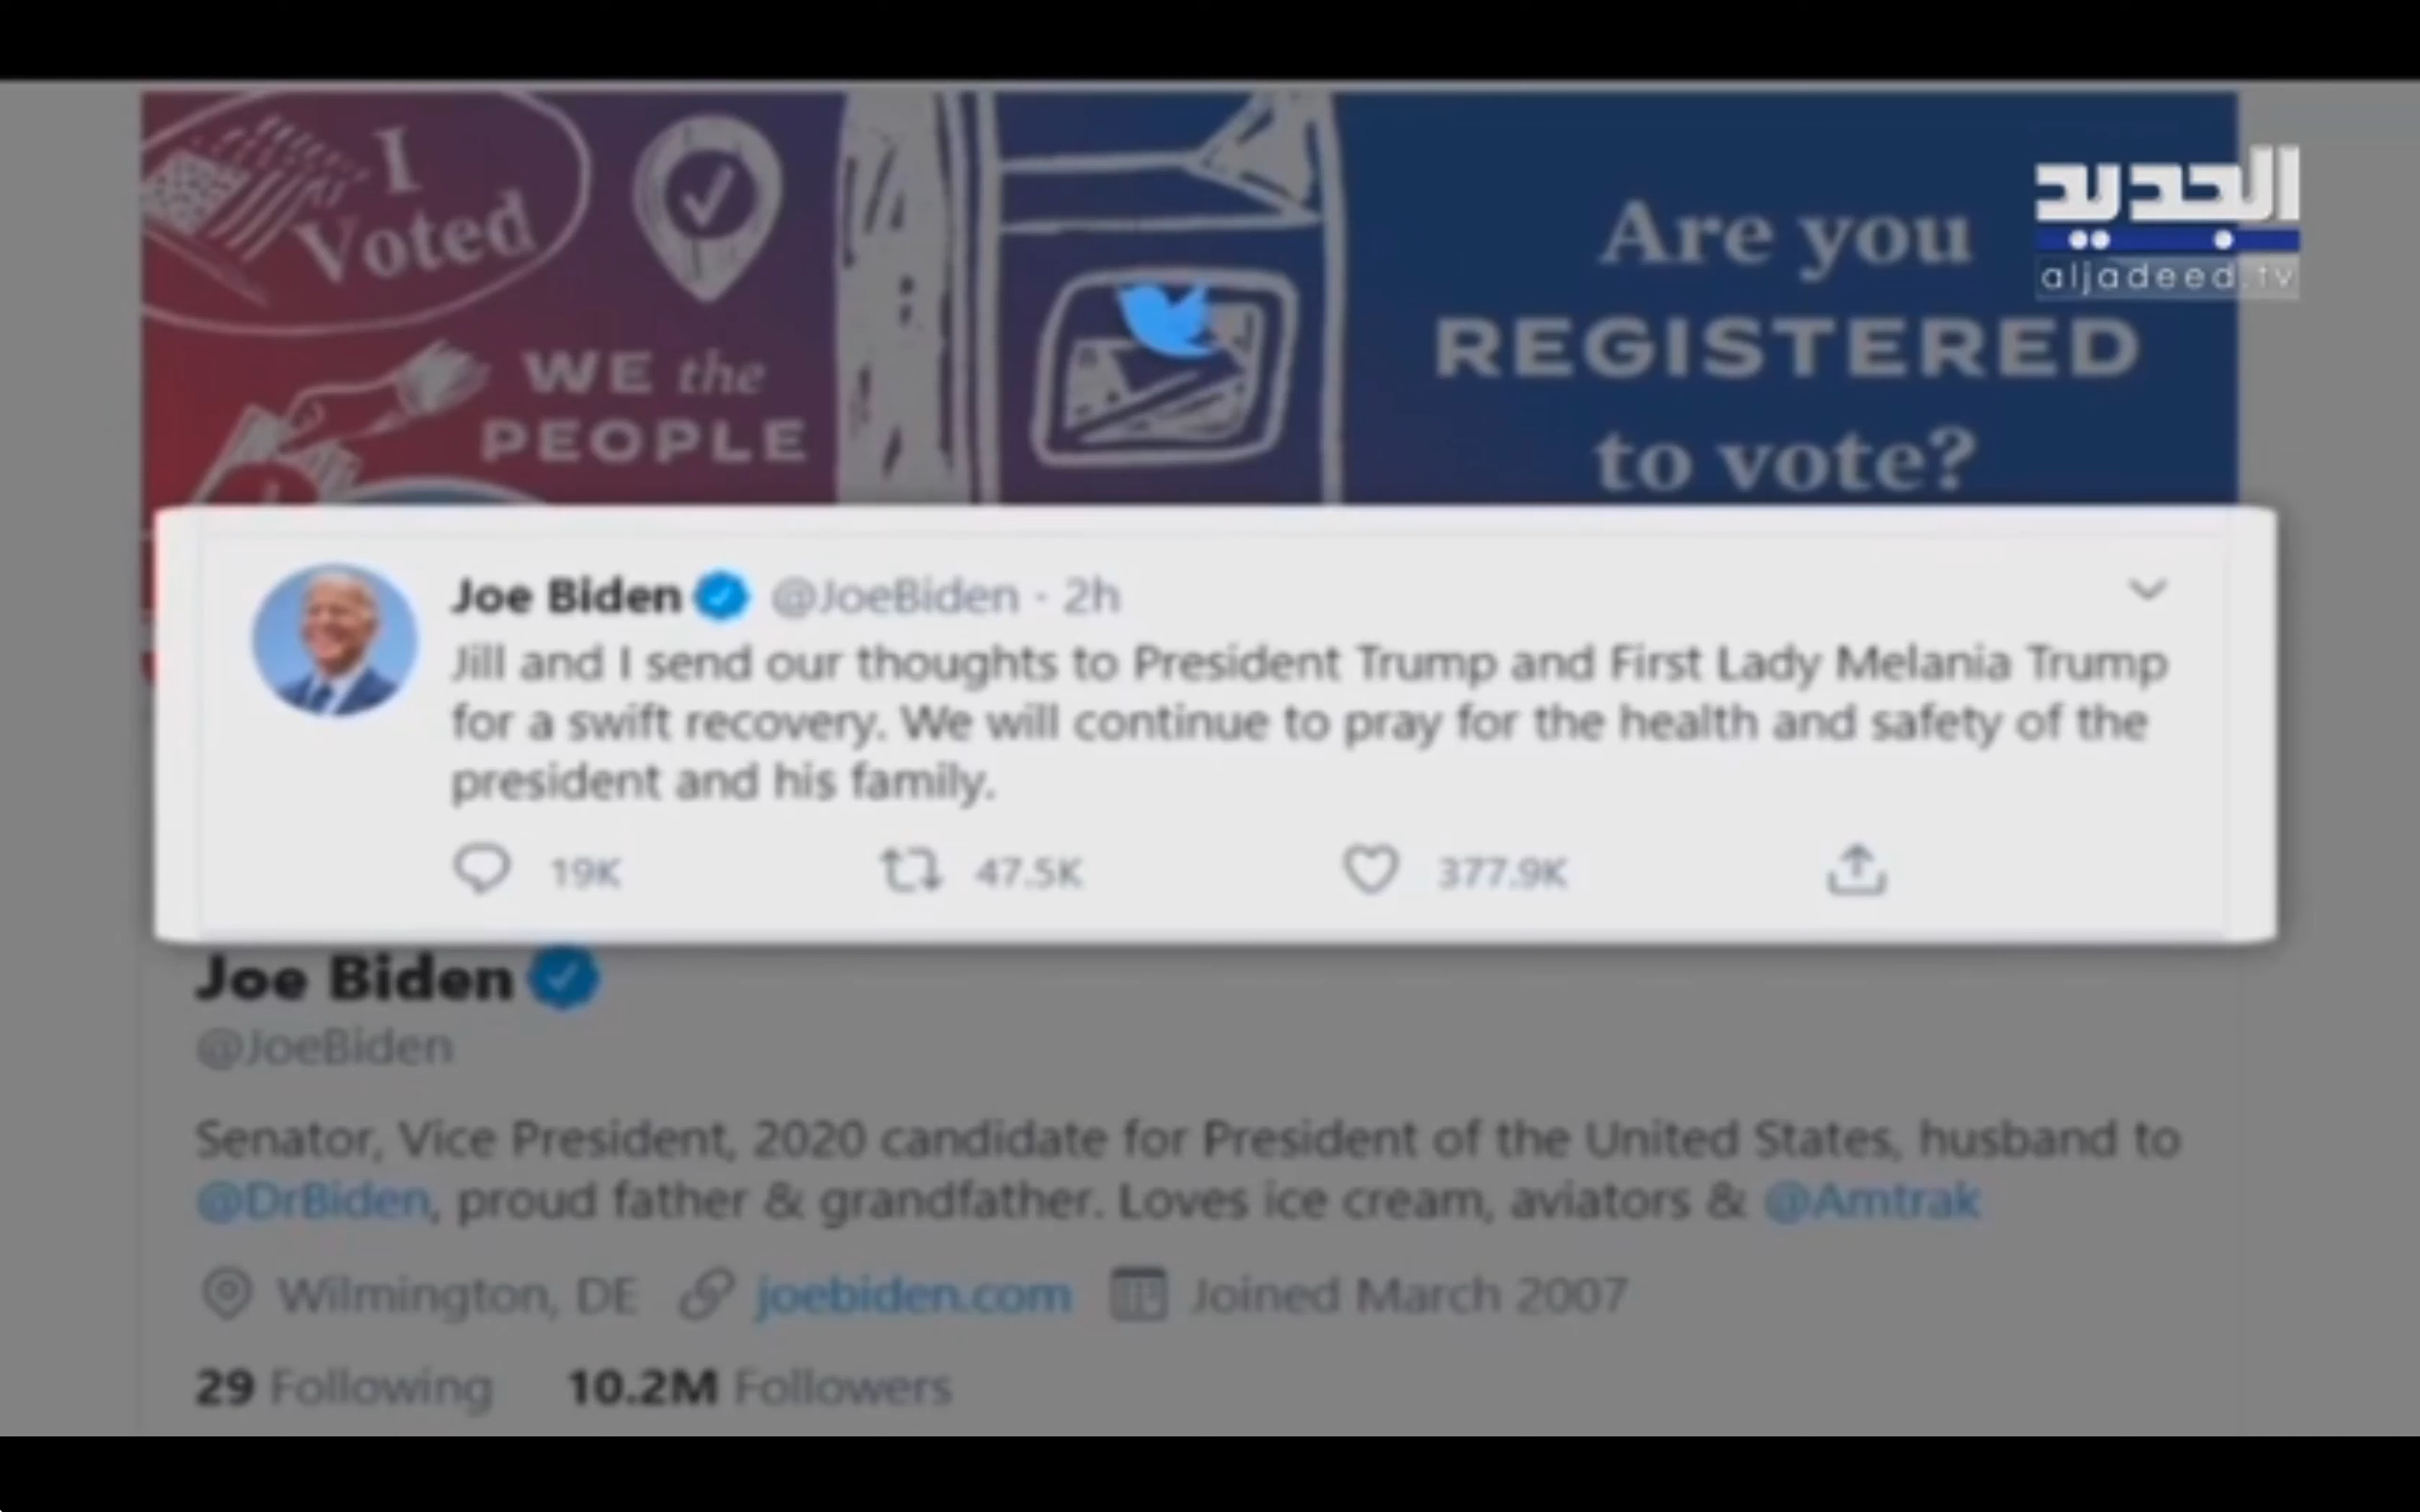 I
Voted
WE the
PEOPLE
Are you
REGISTERED
to vote?
الجديد
aljadeed.tv
Joe Biden @JoeBiden · 2h
Jill and I send our thoughts to President Trump and First Lady Melania Trump
for a swift recovery. We will continue to pray for the health and safety of the
president and his family.
19K 47.5K 377.9K
Joe Biden
@JoeBiden
Senator, Vice President, 2020 candidate for President of the United States, husband to
@DrBiden, proud father & grandfather. Loves ice cream, aviators & @Amtrak
Wilmington, DE joebiden.com Joined March 2007
29 Following 10.2M Followers